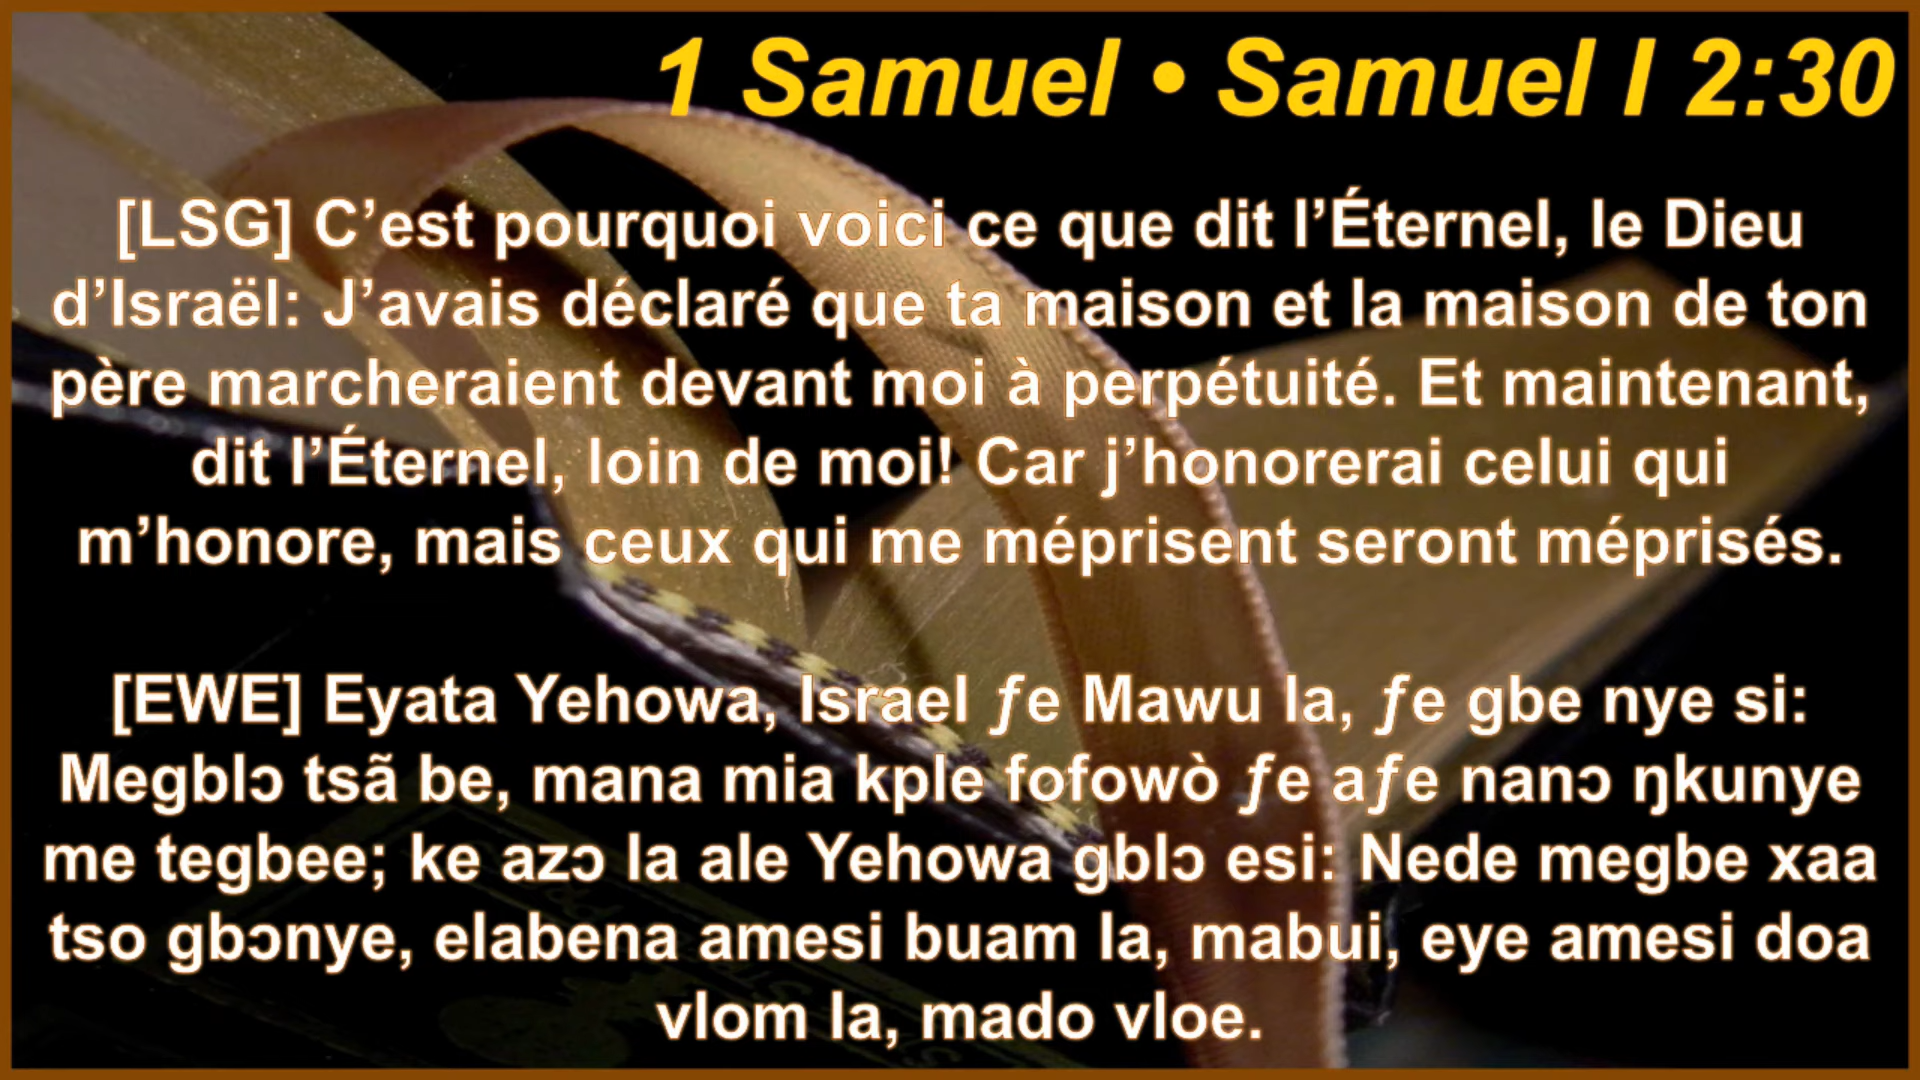 1 Samuel • Samuel I 2:30
[LSG] C’est pourquoi voici ce que dit l’Éternel, le Dieu
d’Israël: J’avais déclaré que ta maison et la maison de ton
père marcheraient devant moi à perpétuité. Et maintenant,
dit l’Éternel, loin de moi! Car j’honorerai celui qui
m’honore, mais ceux qui me méprisent seront méprisés.
[EWE] Eyata Yehowa, Israel ƒe Mawu la, ƒe gbe nye si:
Megblɔ tsã be, mana mia kple fofowò ƒe aƒe nanɔ ŋkunye
me tegbee; ke azɔ la ale Yehowa gblɔ esi: Nede megbe xaa
tso gbɔnye, elabena amesi buam la, mabui, eye amesi doa
vlom la, mado vloe.